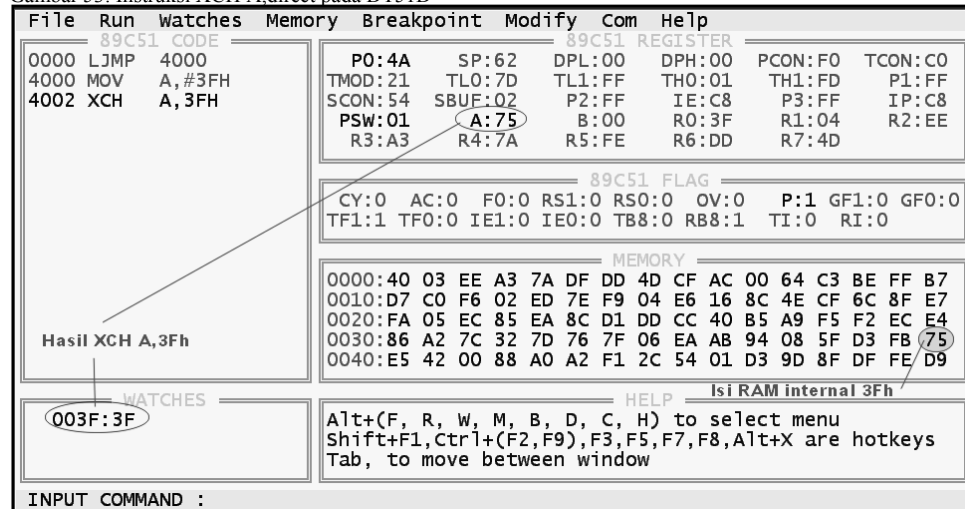 Gambar 33. Instruksi XCH A,direct pada D151D
File Run Watches Memory Breakpoint Modify Com Help
89C51 CODE
0000 LJMP 4000
4000 MOV A,#3FH
4002 XCH A,3FH
89C51 REGISTER
P0:4A SP:62 DPL:00 DPH:00 PCON:F0 TCON:C0
TMOD:21 TL0:7D TL1:FF TH0:01 TH1:FD P1:FF
SCON:54 SBUF:02 P2:FF IE:C8 P3:FF IP:C8
PSW:01 A:75 B:00 R0:3F R1:04 R2:EE
R3:A3 R4:7A R5:FE R6:DD R7:4D
89C51 FLAG
CY:0 AC:0 F0:0 RS1:0 RS0:0 OV:0 P:1 GF1:0 GF0:0
TF1:1 TF0:0 IE1:0 IE0:0 TB8:0 RB8:1 TI:0 RI:0
MEMORY
0000:40 03 EE A3 7A DF DD 4D CF AC 00 64 C3 BE FF B7
0010:D7 C0 F6 02 ED 7E F9 04 E6 16 8C 4E CF 6C 8F E7
0020:FA 05 EC 85 EA 8C D1 DD CC 40 B5 A9 F5 F2 EC E4
0030:86 A2 7C 32 7D 76 7F 06 EA AB 94 08 5F D3 FB 75
0040:E5 42 00 88 A0 A2 F1 2C 54 01 D3 9D 8F DF FE D9
Hasil XCH A,3Fh
Isi RAM internal 3Fh
WATCHES
003F:3F
HELP
Alt+(F, R, W, M, B, D, C, H) to select menu
Shift+F1,Ctrl+(F2,F9),F3,F5,F7,F8,Alt+X are hotkeys
Tab, to move between window
INPUT COMMAND :